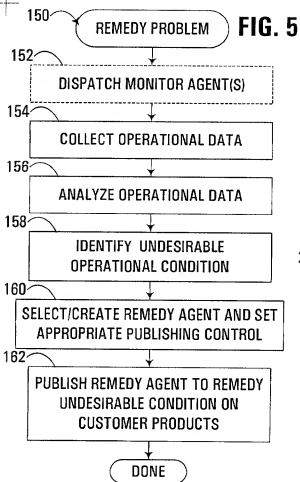 150
REMEDY PROBLEM
FIG. 5
152
DISPATCH MONITOR AGENT(S)
154
COLLECT OPERATIONAL DATA
156
ANALYZE OPERATIONAL DATA
158
IDENTIFY UNDESIRABLE
OPERATIONAL CONDITION
160
SELECT/CREATE REMEDY AGENT AND SET
APPROPRIATE PUBLISHING CONTROL
162
PUBLISH REMEDY AGENT TO REMEDY
UNDESIRABLE CONDITION ON
CUSTOMER PRODUCTS
DONE